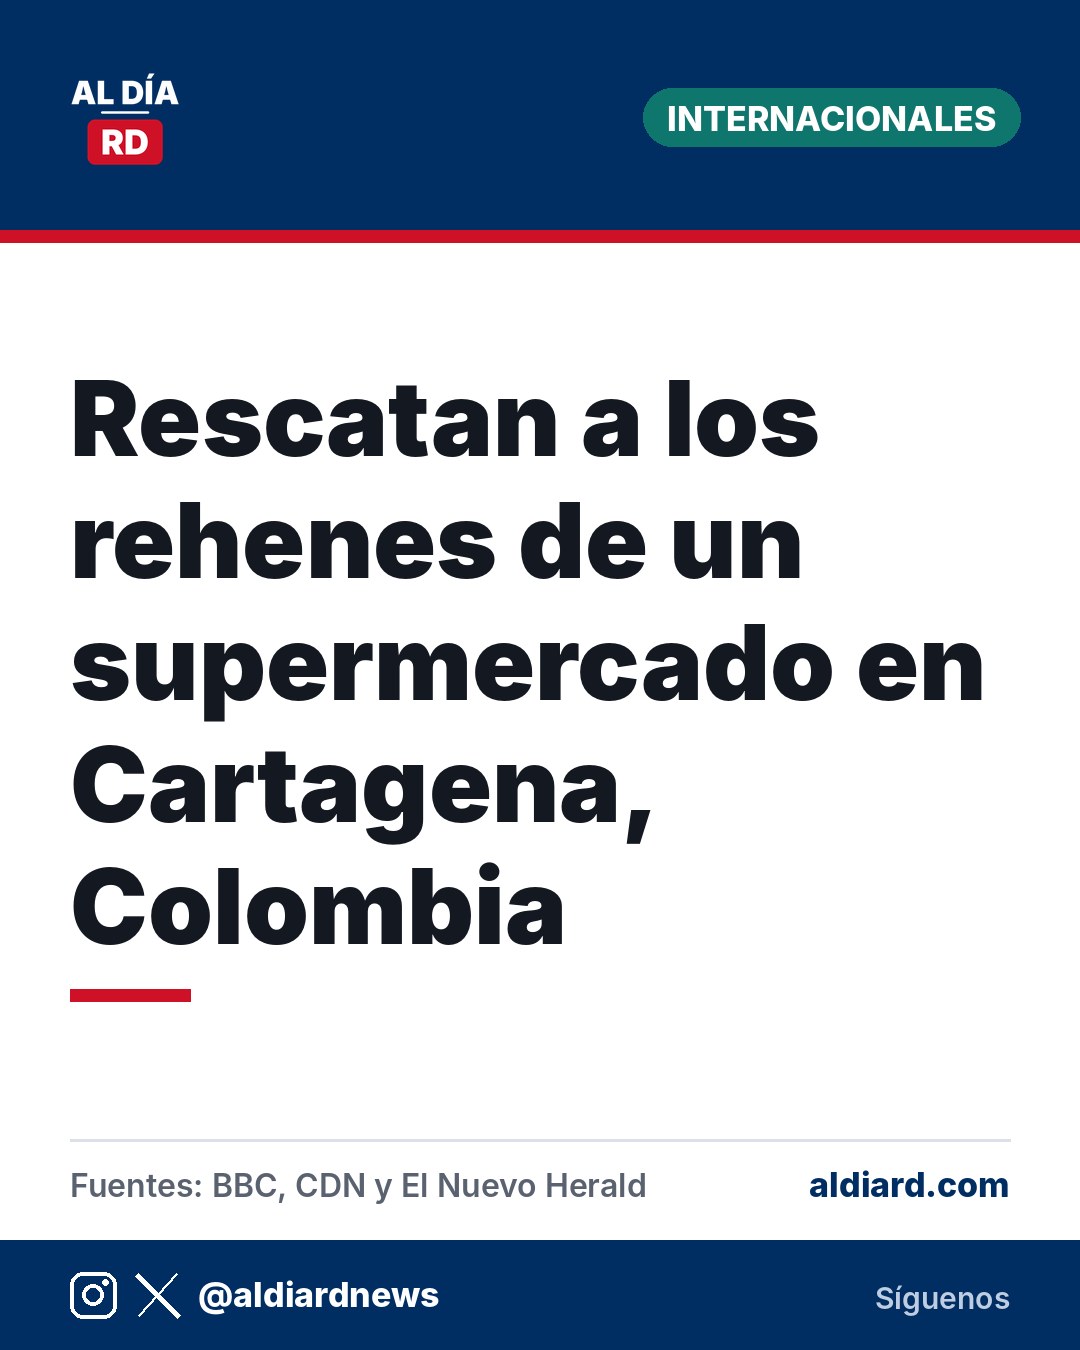 AL DÍA
RD
INTERNACIONALES
Rescatan a los
rehenes de un
supermercado en
Cartagena,
Colombia
Fuentes: BBC, CDN y El Nuevo Herald
aldiard.com
@aldiardnews
Síguenos